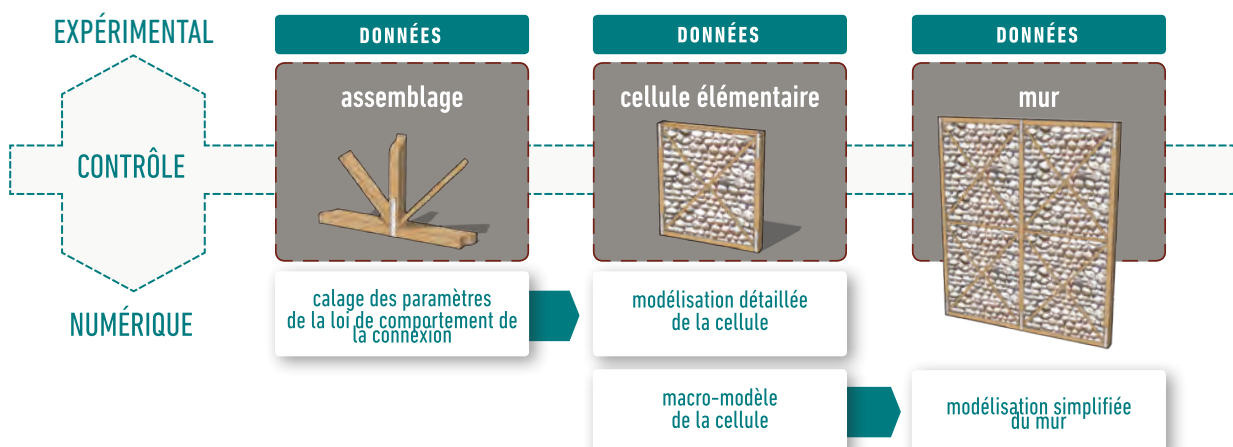 EXPÉRIMENTAL
CONTRÔLE
NUMÉRIQUE
DONNÉES
assemblage
calage des paramètres
de la loi de comportement de
la connéxion
DONNÉES
cellule élémentaire
modélisation détaillée
de la cellule
macro-modèle
de la cellule
DONNÉES
mur
modélisation simplifiée
du mur